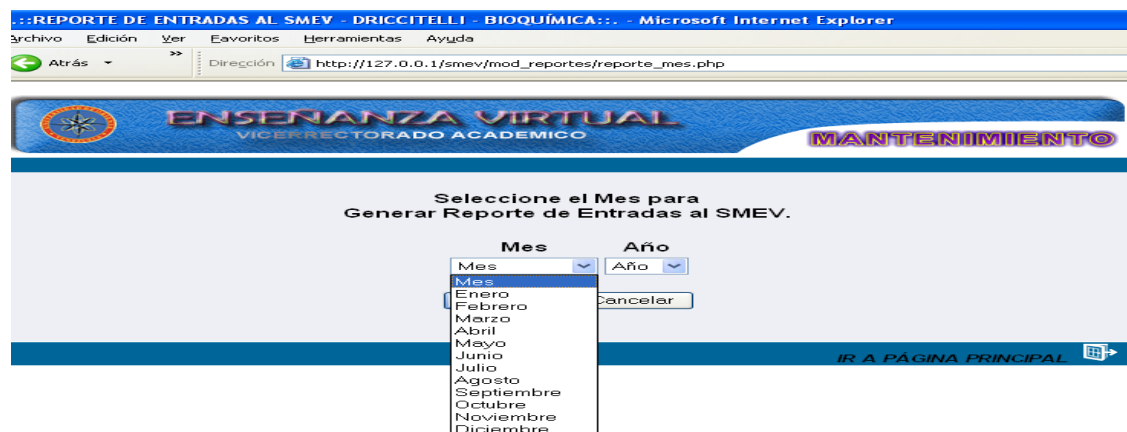 .::REPORTE DE ENTRADAS AL SMEV - DRICCITELLI - BIOQUÍMICA::. - Microsoft Internet Explorer
Archivo Edición Ver Favoritos Herramientas Ayuda
Atrás » Dirección http://127.0.0.1/smev/mod_reportes/reporte_mes.php
ENSEÑANZA VIRTUAL
VICERRECTORADO ACADEMICO
MANTENIMIENTO
Seleccione el Mes para
Generar Reporte de Entradas al SMEV.
Mes Año
Mes Año
Mes
Enero
Cancelar
Febrero
Marzo
Abril
Mayo
Junio
IR A PÁGINA PRINCIPAL
Julio
Agosto
Septiembre
Octubre
Noviembre
Diciembre